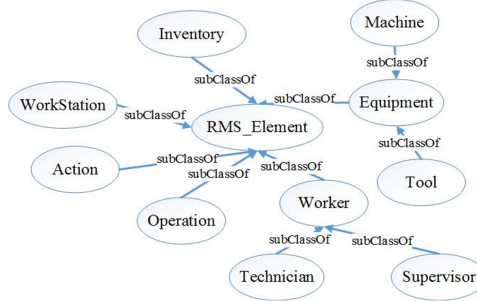 Machine
Inventory
subClassOf
subClassOf
subClassOf
Equipment
WorkStation
subClassOf
RMS_Element
subClassOf
subClassOf
subClassOf
Action
subClassOf
Tool
Worker
Operation
subClassOf
subClassOf
Technician
Supervisor